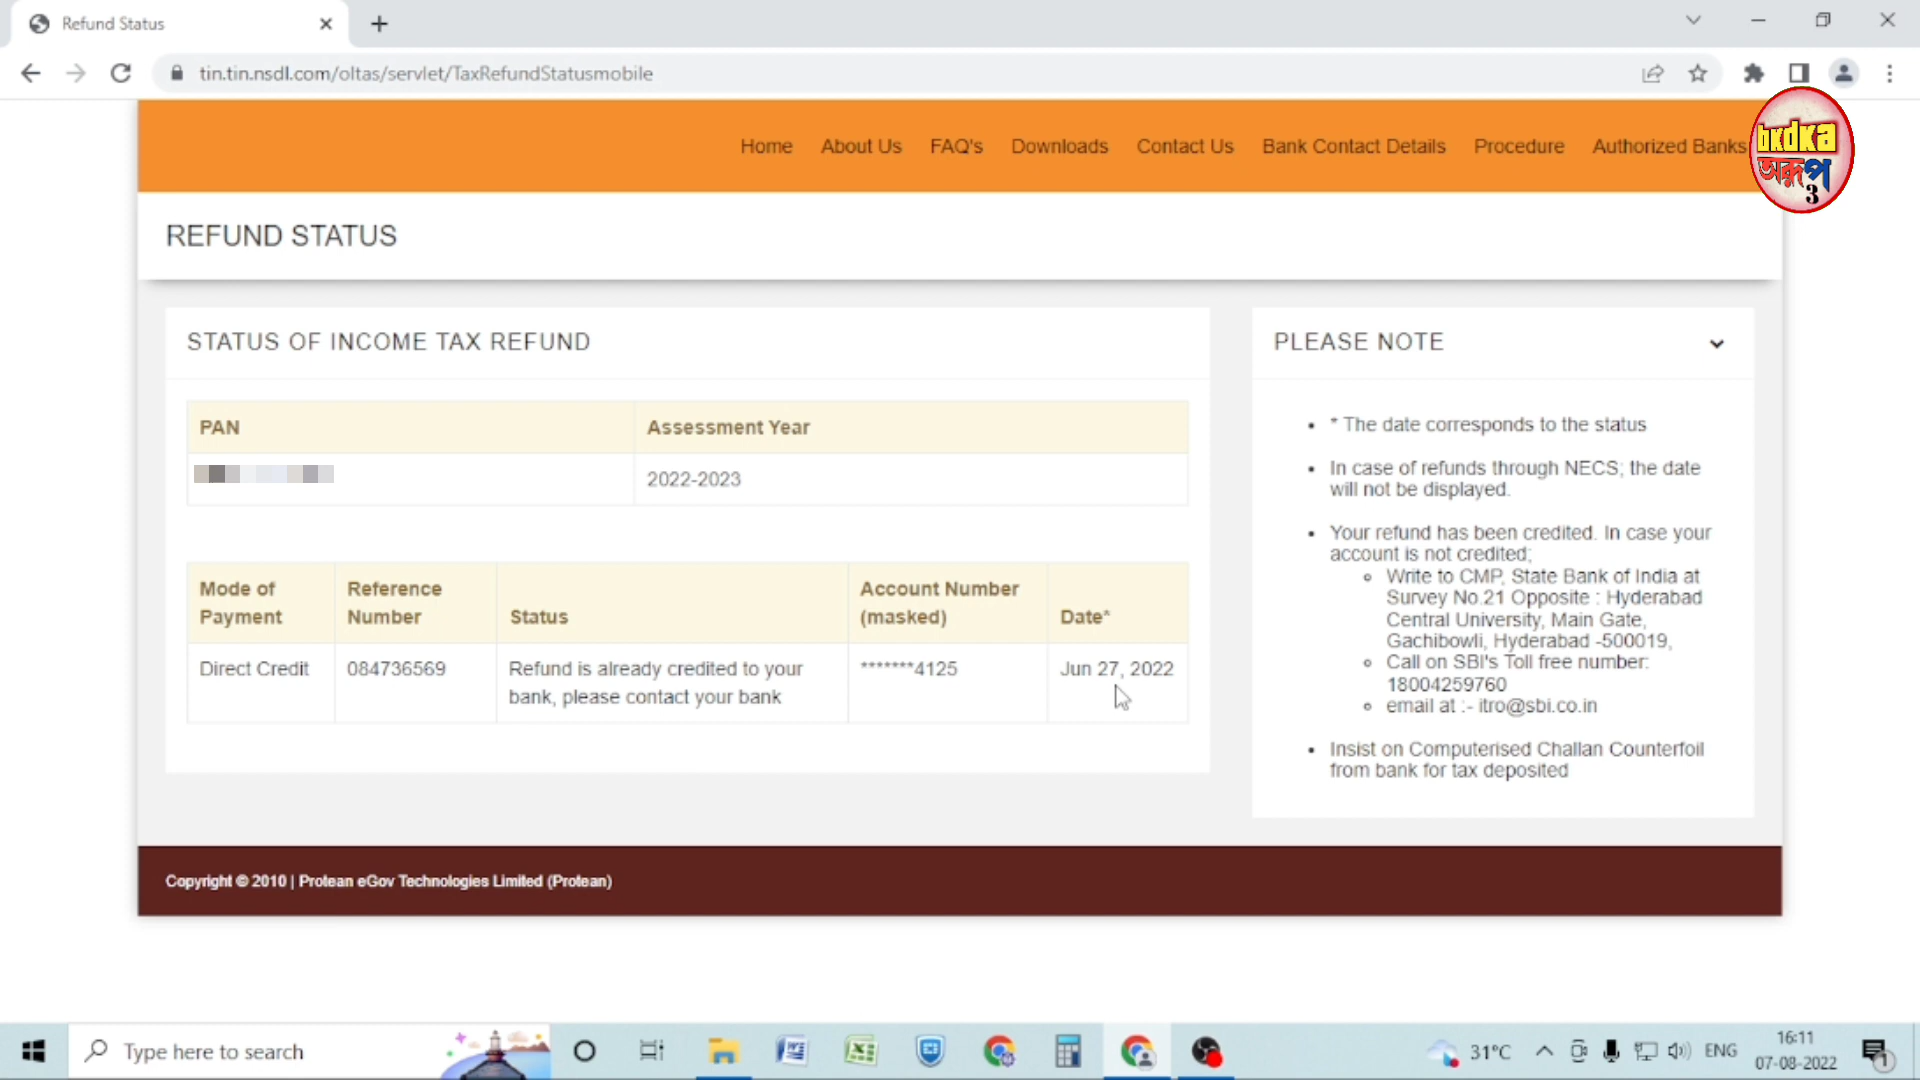 Refund Status
tin.tin.nsdl.com/oltas/servlet/TaxRefundStatusmobile
Home About Us FAQ's Downloads Contact Us Bank Contact Details Procedure Authorized Banks
bkdka
অরূপ
3
REFUND STATUS
STATUS OF INCOME TAX REFUND
PAN Assessment Year
2022-2023
Mode of Payment Reference Number Status Account Number (masked) Date*
Direct Credit 084736569 Refund is already credited to your bank, please contact your bank *******4125 Jun 27, 2022
PLEASE NOTE
* The date corresponds to the status
In case of refunds through NECS; the date
will not be displayed.
Your refund has been credited. In case your
account is not credited;
Write to CMP, State Bank of India at
Survey No.21 Opposite : Hyderabad
Central University, Main Gate,
Gachibowli, Hyderabad -500019,
Call on SBI's Toll free number:
18004259760
email at :- itro@sbi.co.in
Insist on Computerised Challan Counterfoil
from bank for tax deposited
Copyright © 2010 | Protean eGov Technologies Limited (Protean)
Type here to search
31°C
ENG
16:11
07-08-2022
1